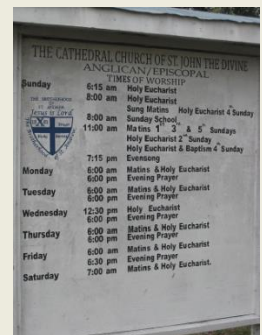 THE CATHEDRAL CHURCH OF ST. JOHN THE DIVINE
ANGLICAN/EPISCOPAL
TIMES OF WORSHIP
Sunday 6:15 am Holy Eucharist
8:00 am Holy Eucharist
Sung Matins Holy Eucharist 4th Sunday
8:00 am Sunday School
11:00 am Matins 1st 3rd & 5th Sundays
Holy Eucharist 2nd Sunday
Holy Eucharist & Baptism 4th Sunday
7:15 pm Evensong
Monday 6:00 am Matins & Holy Eucharist
6:00 pm Evening Prayer
Tuesday 6:00 am Matins & Holy Eucharist
6:00 pm Evening Prayer
Wednesday 12:30 pm Holy Eucharist
6:00 pm Evening Prayer
Thursday 6:00 am Matins & Holy Eucharist
6:00 pm Evening Prayer
Friday 6:00 am Matins & Holy Eucharist
6:30 pm Evening Prayer
Saturday 7:00 am Matins & Holy Eucharist.
Jesus is Lord